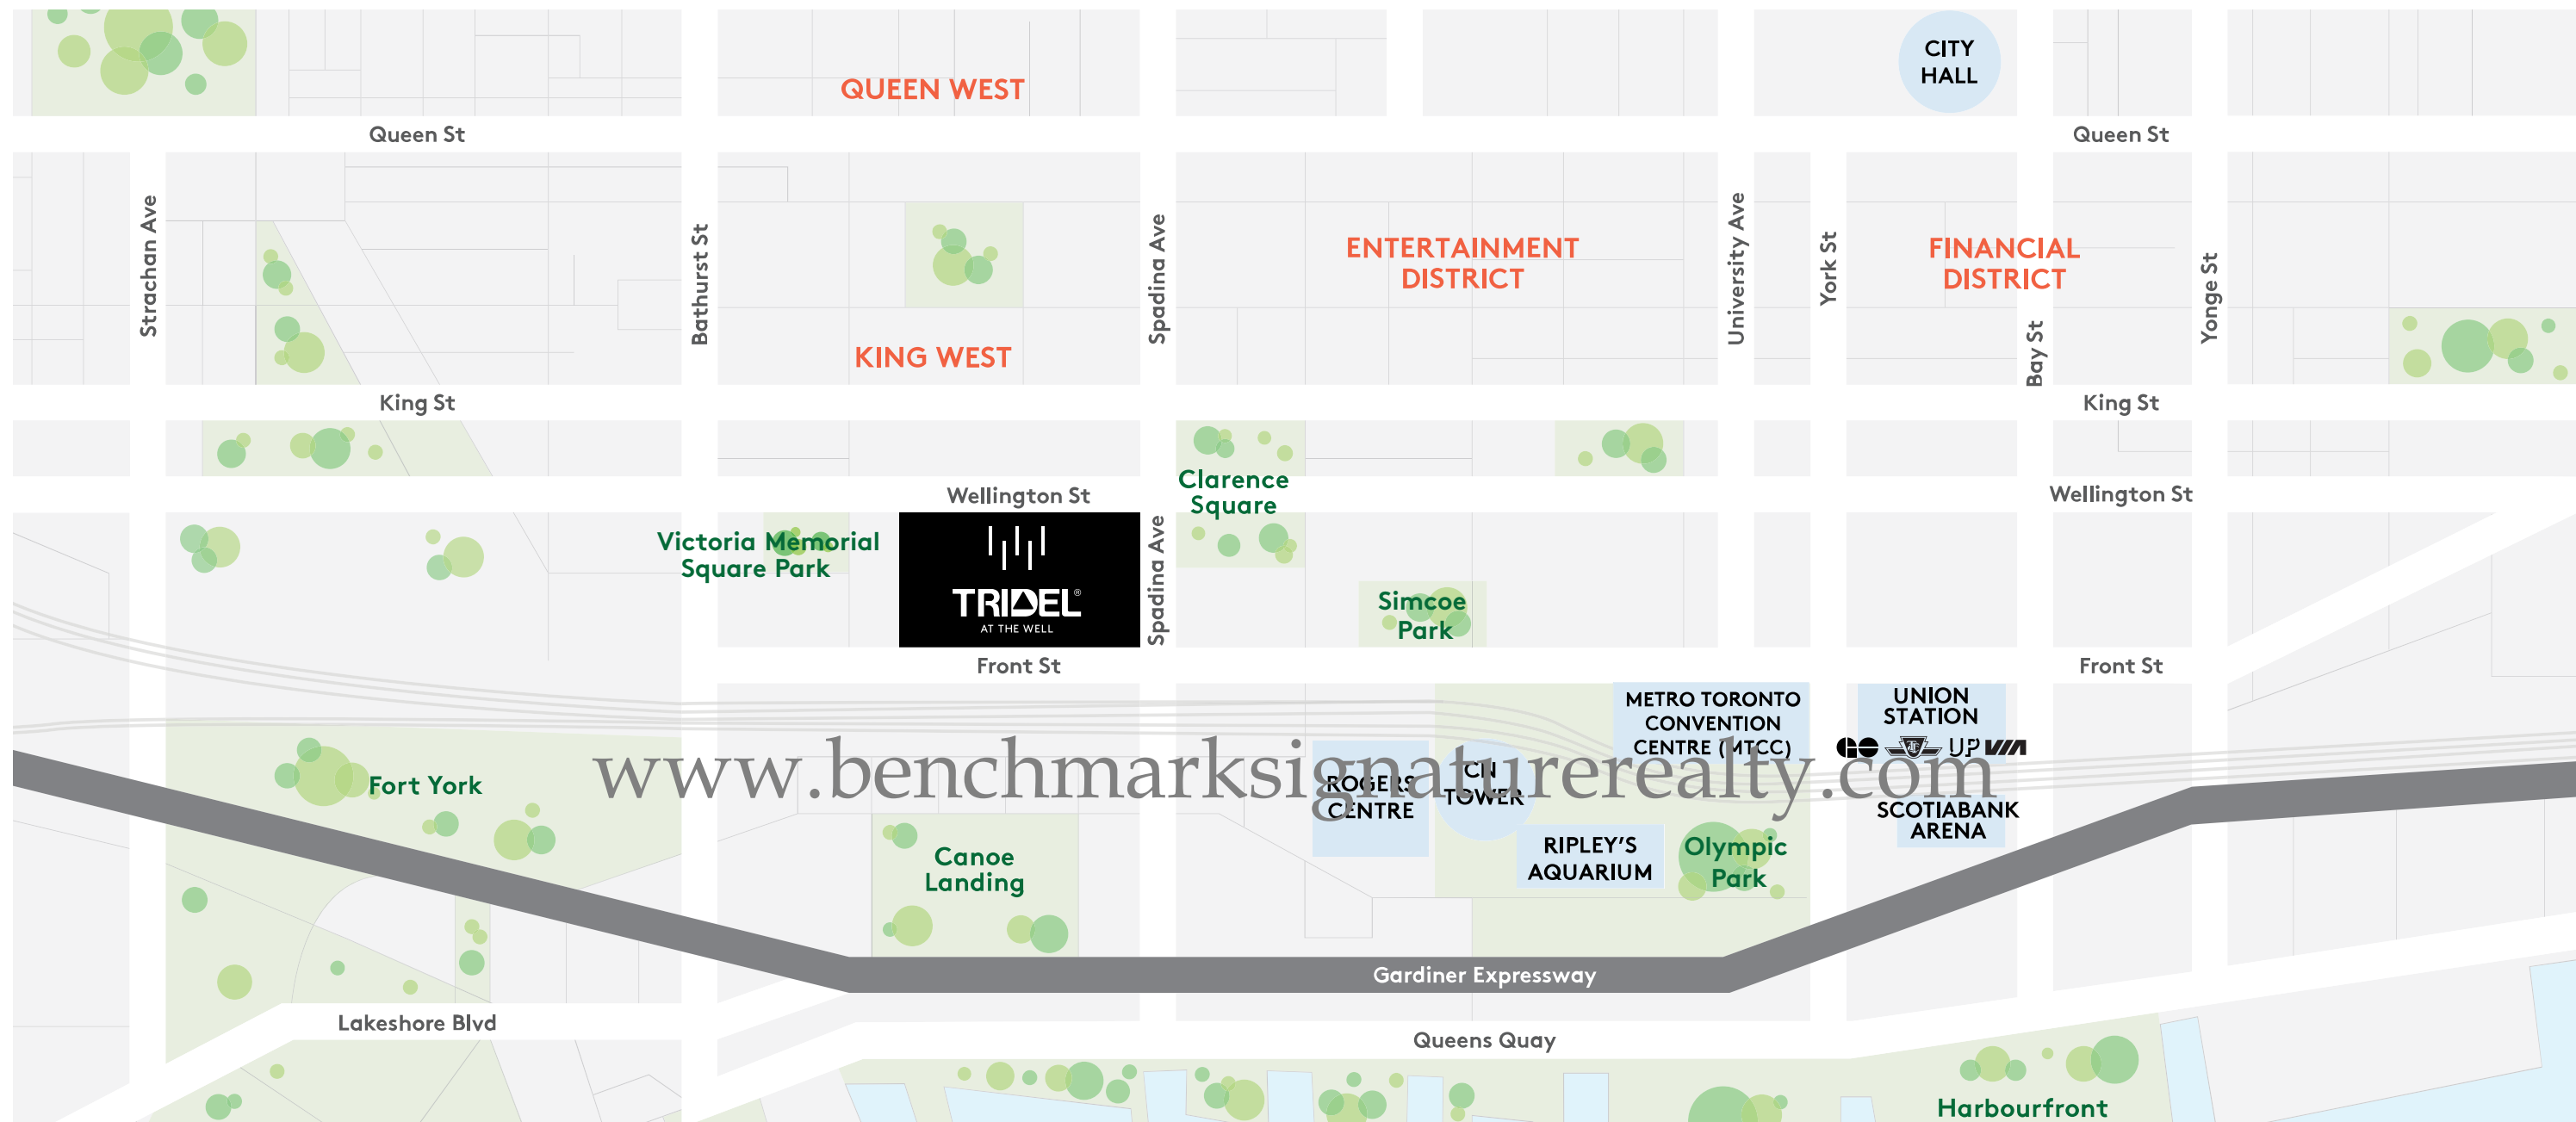 CITY
HALL
QUEEN WEST
Queen St
Queen St
Strachan Ave
Bathurst St
Spadina Ave
University Ave
York St
Yonge St
ENTERTAINMENT
DISTRICT
FINANCIAL
DISTRICT
Bay St
KING WEST
King St
King St
Clarence
Square
Wellington St
Wellington St
Victoria Memorial
Square Park
TRIDEL®
AT THE WELL
Spadina Ave
Simcoe
Park
Front St
Front St
METRO TORONTO
CONVENTION
CENTRE (MTCC)
UNION
STATION
GO
UP VIA
www.benchmarksignaturerealty.com
Fort York
ROGERS
CENTRE
CN
TOWER
SCOTIABANK
ARENA
RIPLEY'S
AQUARIUM
Olympic
Park
Canoe
Landing
Gardiner Expressway
Lakeshore Blvd
Queens Quay
Harbourfront